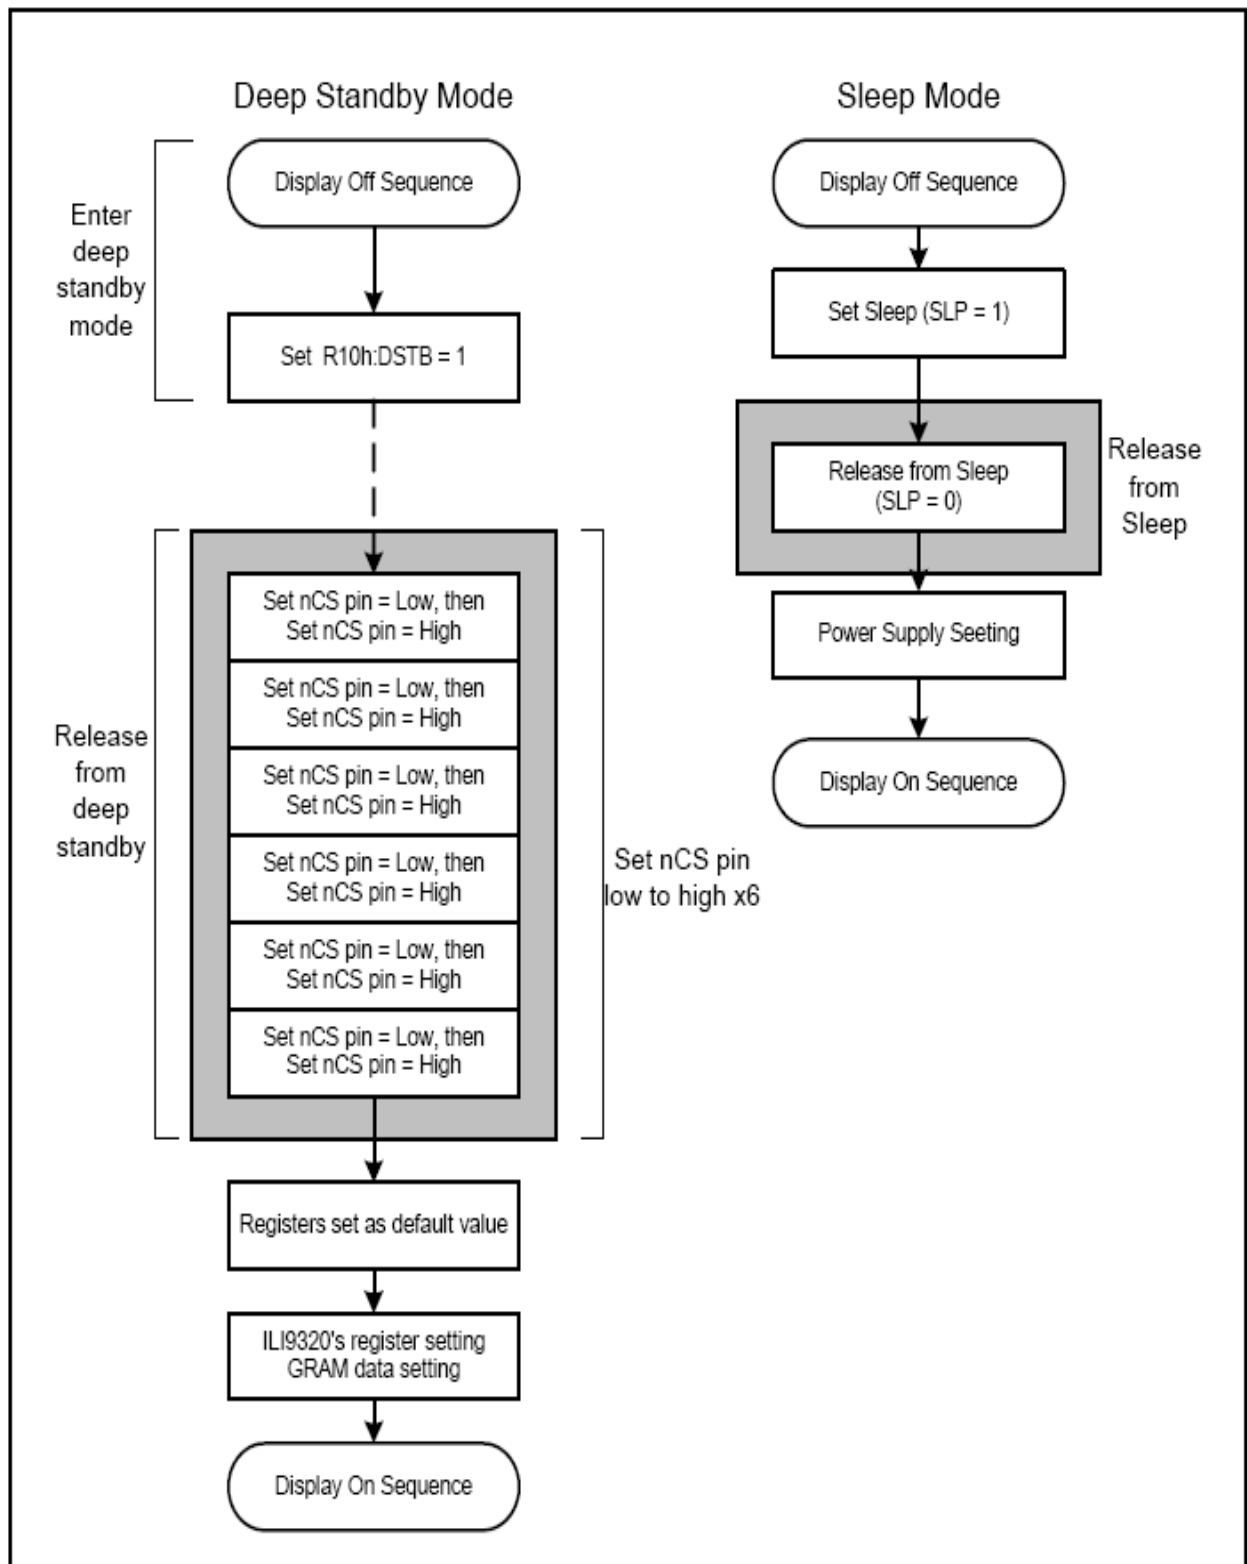 Deep Standby Mode
Enter
deep
standby
mode
Display Off Sequence
Set R10h:DSTB = 1
Release
from
deep
standby
Set nCS pin = Low, then
Set nCS pin = High
Set nCS pin = Low, then
Set nCS pin = High
Set nCS pin = Low, then
Set nCS pin = High
Set nCS pin = Low, then
Set nCS pin = High
Set nCS pin = Low, then
Set nCS pin = High
Set nCS pin = Low, then
Set nCS pin = High
Set nCS pin
low to high x6
Registers set as default value
ILI9320's register setting
GRAM data setting
Display On Sequence
Sleep Mode
Display Off Sequence
Set Sleep (SLP = 1)
Release from Sleep
(SLP = 0)
Release
from
Sleep
Power Supply Seeting
Display On Sequence